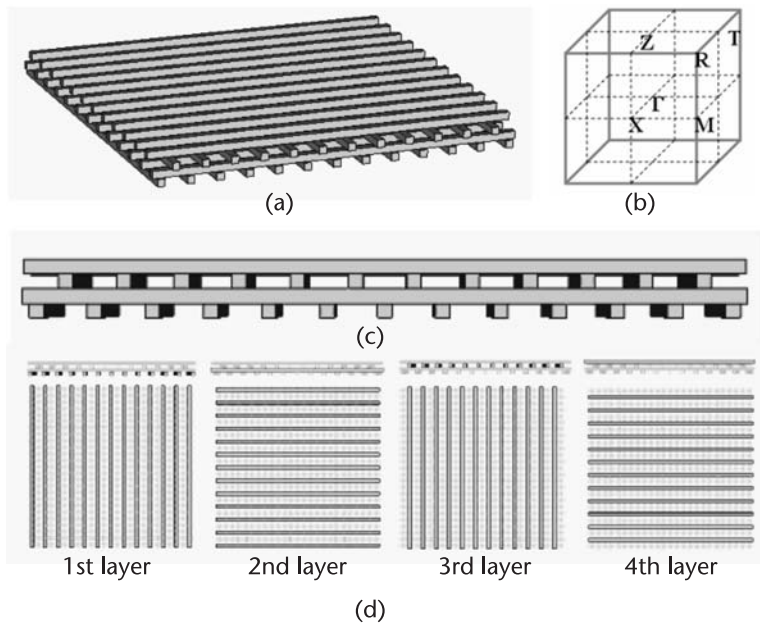 Z
T
R
Γ
X
M
(a)
(b)
(c)
1st layer
2nd layer
3rd layer
4th layer
(d)